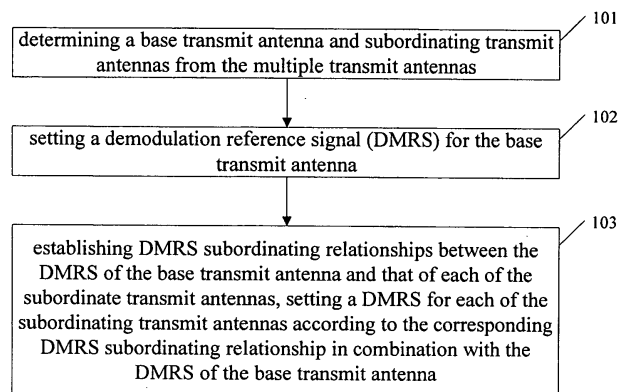 101
determining a base transmit antenna and subordinating transmit
antennas from the multiple transmit antennas
102
setting a demodulation reference signal (DMRS) for the base
transmit antenna
103
establishing DMRS subordinating relationships between the
DMRS of the base transmit antenna and that of each of the
subordinate transmit antennas, setting a DMRS for each of the
subordinating transmit antennas according to the corresponding
DMRS subordinating relationship in combination with the
DMRS of the base transmit antenna